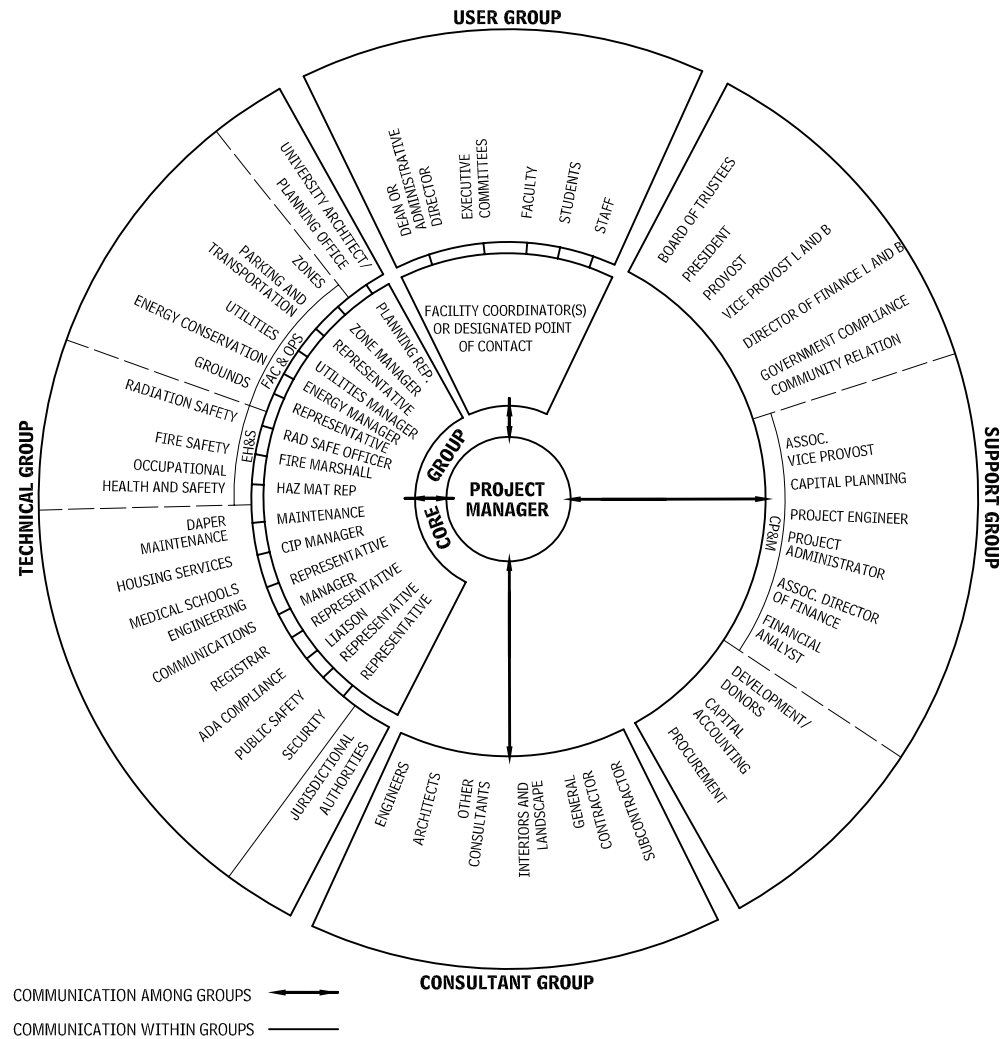 USER GROUP
DEAN OR
ADMINISTRATIVE
DIRECTOR
EXECUTIVE
COMMITTEES
FACULTY
STUDENTS
STAFF
FACILITY COORDINATOR(S)
OR DESIGNATED POINT
OF CONTACT
SUPPORT GROUP
BOARD OF TRUSTEES
PRESIDENT
PROVOST
VICE PROVOST L AND B
DIRECTOR OF FINANCE L AND B
GOVERNMENT COMPLIANCE
COMMUNITY RELATION
CP&M
ASSOC.
VICE PROVOST
CAPITAL PLANNING
PROJECT ENGINEER
PROJECT
ADMINISTRATOR
ASSOC. DIRECTOR
OF FINANCE
FINANCIAL
ANALYST
DEVELOPMENT/
DONORS
CAPITAL
ACCOUNTING
PROCUREMENT
TECHNICAL GROUP
UNIVERSITY ARCHITECT/
PLANNING OFFICE
ZONES
PARKING AND
TRANSPORTATION
UTILITIES
ENERGY CONSERVATION
GROUNDS
FAC & OPS
RADIATION SAFETY
FIRE SAFETY
OCCUPATIONAL
HEALTH AND SAFETY
EH&S
DAPER
MAINTENANCE
HOUSING SERVICES
MEDICAL SCHOOLS
ENGINEERING
COMMUNICATIONS
REGISTRAR
ADA COMPLIANCE
PUBLIC SAFETY
SECURITY
JURISDICTIONAL
AUTHORITIES
PLANNING REP.
ZONE MANAGER
REPRESENTATIVE
UTILITIES MANAGER
ENERGY MANAGER
REPRESENTATIVE
RAD SAFE OFFICER
FIRE MARSHALL
HAZ MAT REP
MAINTENANCE
CIP MANAGER
REPRESENTATIVE
MANAGER
REPRESENTATIVE
LIAISON
REPRESENTATIVE
REPRESENTATIVE
CORE GROUP
PROJECT
MANAGER
ENGINEERS
ARCHITECTS
OTHER
CONSULTANTS
INTERIORS AND
LANDSCAPE
GENERAL
CONTRACTOR
SUBCONTRACTOR
CONSULTANT GROUP
COMMUNICATION AMONG GROUPS
COMMUNICATION WITHIN GROUPS